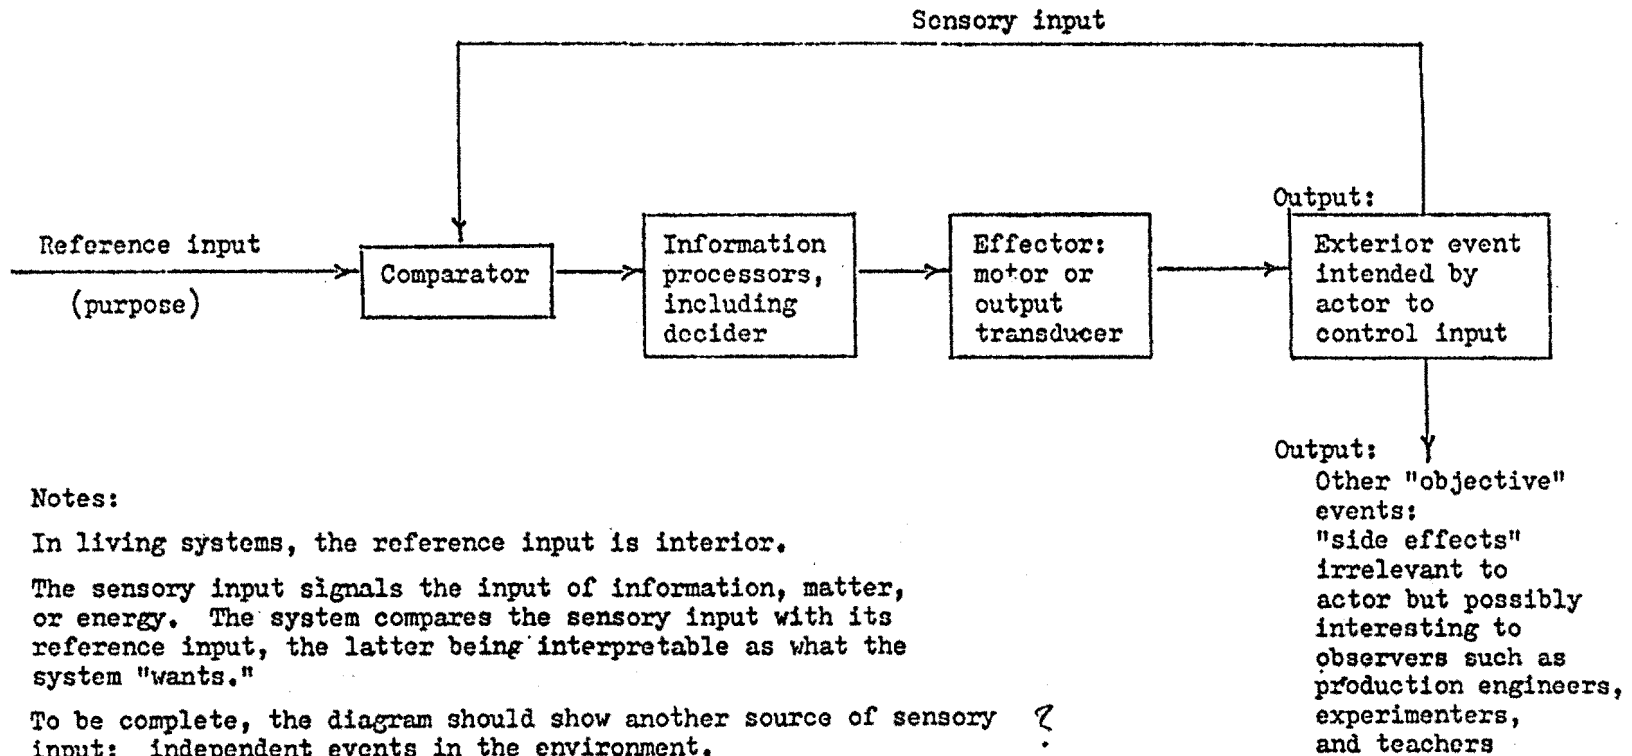 Sensory input
Reference input
(purpose)
Comparator
Information
processors,
including
decider
Effector:
motor or
output
transducer
Output:
Exterior event
intended by
actor to
control input
Output:
Other "objective"
events:
"side effects"
irrelevant to
actor but possibly
interesting to
observers such as
production engineers,
experimenters,
and teachers
Notes:
In living systems, the reference input is interior.
The sensory input signals the input of information, matter,
or energy. The system compares the sensory input with its
reference input, the latter being interpretable as what the
system "wants."
To be complete, the diagram should show another source of sensory ?
input: independent events in the environment.